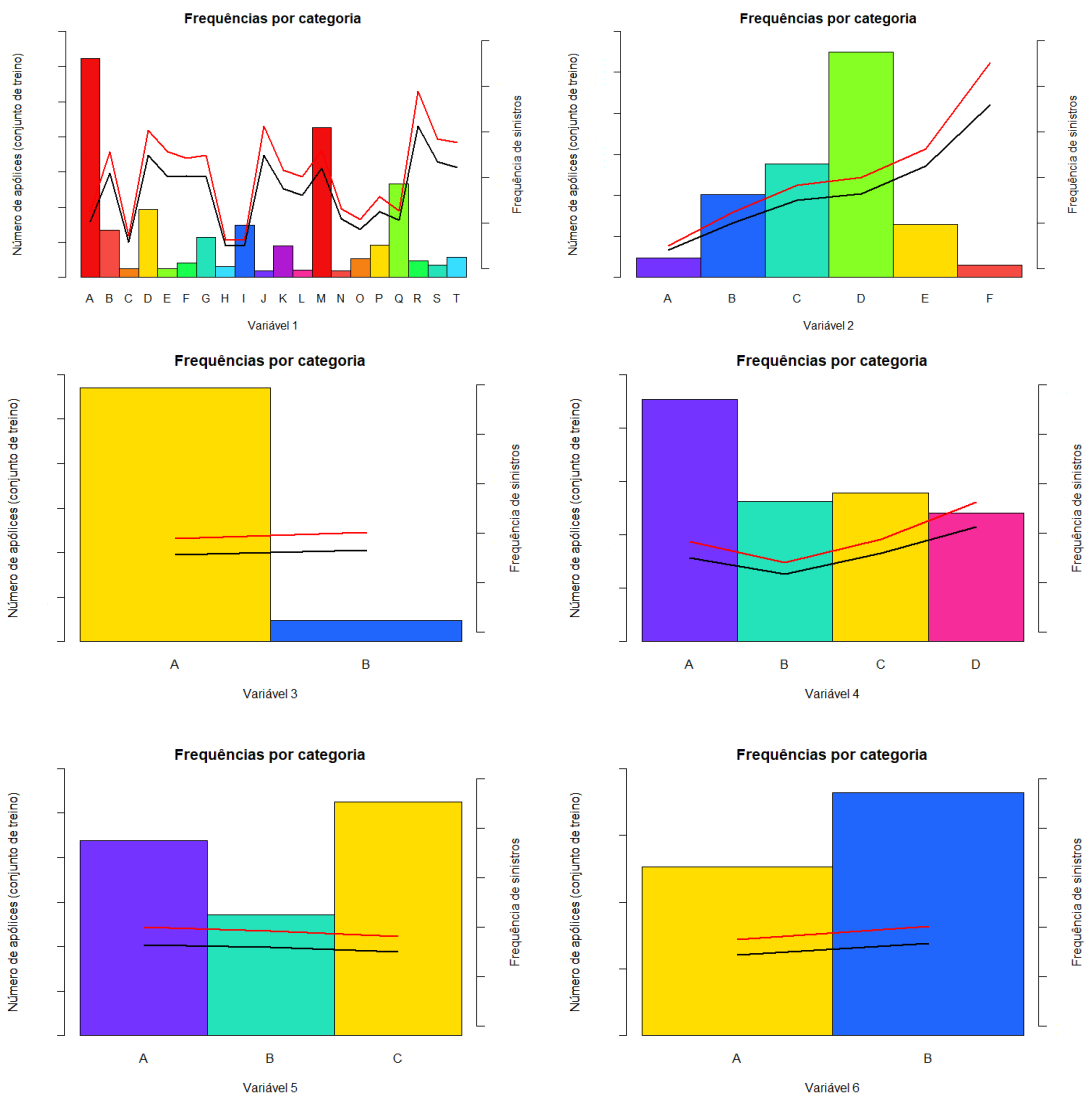 Frequências por categoria
Número de apólices (conjunto de treino)
Frequência de sinistros
A B C D E F G H I J K L M N O P Q R S T
Variável 1
Frequências por categoria
Número de apólices (conjunto de treino)
Frequência de sinistros
A B C D E F
Variável 2
Frequências por categoria
Número de apólices (conjunto de treino)
Frequência de sinistros
A B
Variável 3
Frequências por categoria
Número de apólices (conjunto de treino)
Frequência de sinistros
A B C D
Variável 4
Frequências por categoria
Número de apólices (conjunto de treino)
Frequência de sinistros
A B C
Variável 5
Frequências por categoria
Número de apólices (conjunto de treino)
Frequência de sinistros
A B
Variável 6